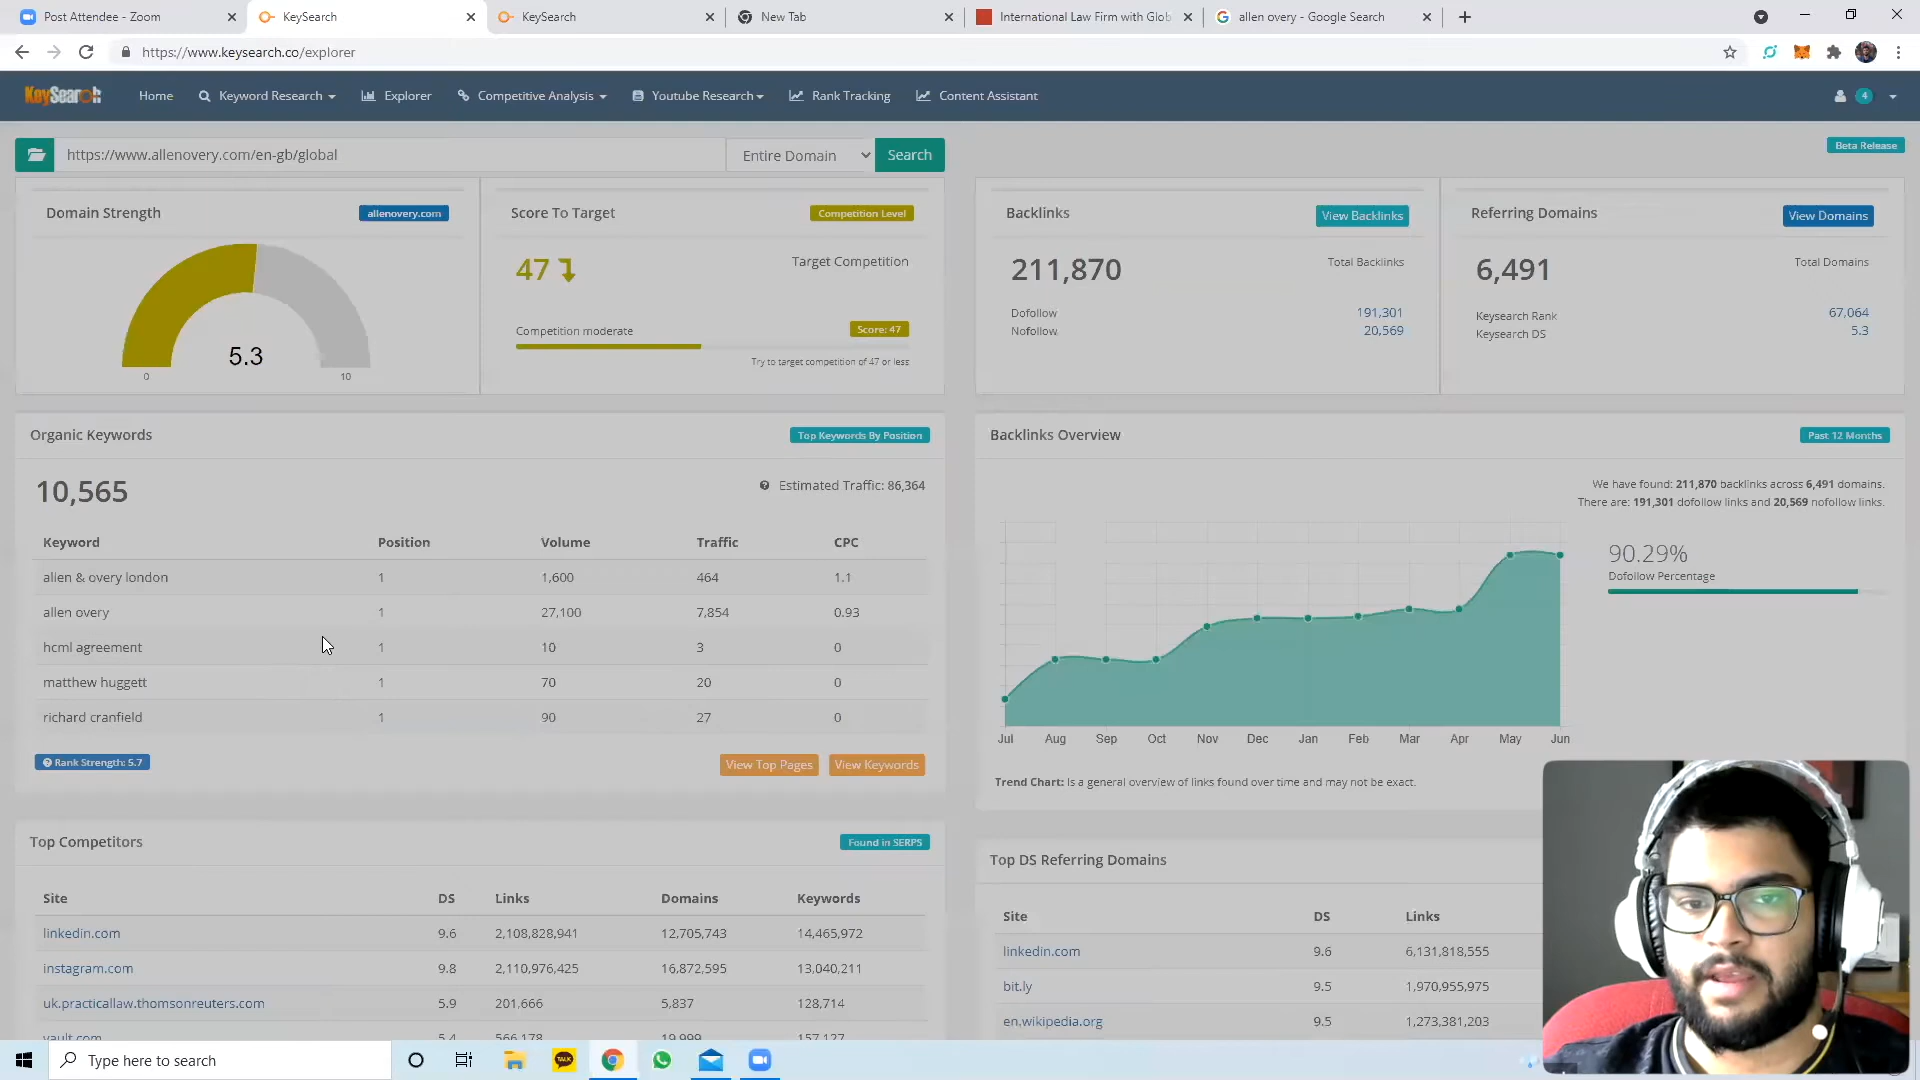 Post Attendee - Zoom
KeySearch
KeySearch
New Tab
International Law Firm with Glob
allen overy - Google Search
https://www.keysearch.co/explorer
KeySearch
Home
Keyword Research
Explorer
Competitive Analysis
Youtube Research
Rank Tracking
Content Assistant
4
https://www.allenovery.com/en-gb/global
Entire Domain
Search
Beta Release
Domain Strength
allenovery.com
5.3
0
10
Score To Target
Competition Level
47
Target Competition
Competition moderate
Score: 47
Try to target competition of 47 or less
Backlinks
View Backlinks
211,870
Total Backlinks
Dofollow 191,301
Nofollow 20,569
Referring Domains
View Domains
6,491
Total Domains
Keysearch Rank 67,064
Keysearch DS 5.3
Organic Keywords
Top Keywords By Position
10,565
Estimated Traffic: 86,364
Keyword Position Volume Traffic CPC
allen & overy london 1 1,600 464 1.1
allen overy 1 27,100 7,854 0.93
hcml agreement 1 10 3 0
matthew huggett 1 70 20 0
richard cranfield 1 90 27 0
Rank Strength: 5.7
View Top Pages
View Keywords
Backlinks Overview
Past 12 Months
We have found: 211,870 backlinks across 6,491 domains.
There are: 191,301 dofollow links and 20,569 nofollow links.
90.29%
Dofollow Percentage
Jul Aug Sep Oct Nov Dec Jan Feb Mar Apr May Jun
Trend Chart: Is a general overview of links found over time and may not be exact.
Top Competitors
Found in SERPS
Site DS Links Domains Keywords
linkedin.com 9.6 2,108,828,941 12,705,743 14,465,972
instagram.com 9.8 2,110,976,425 16,872,595 13,040,211
uk.practicallaw.thomsonreuters.com 5.9 201,666 5,837 128,714
vault.com 5.4 566,178 19,999 157,127
Top DS Referring Domains
Site DS Links
linkedin.com 9.6 6,131,818,555
bit.ly 9.5 1,970,955,975
en.wikipedia.org 9.5 1,273,381,203
Type here to search
TALK